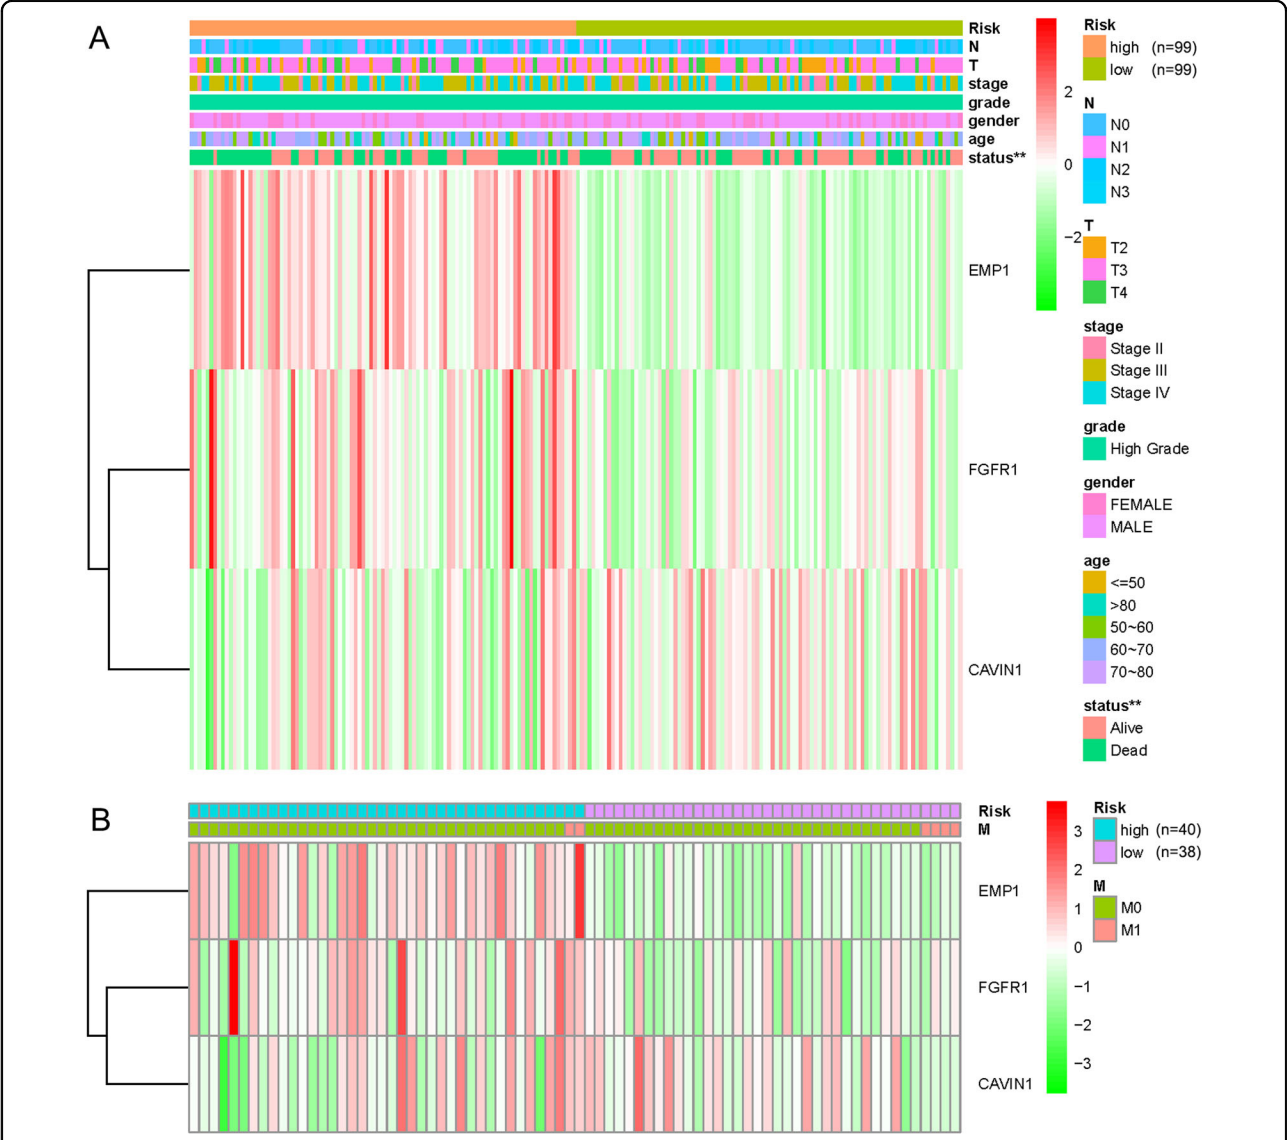 A
Risk
N
T
stage
grade
gender
age
status**
EMP1
FGFR1
CAVIN1
2
0
−2
Risk
high (n=99)
low (n=99)
N
N0
N1
N2
N3
T
T2
T3
T4
stage
Stage II
Stage III
Stage IV
grade
High Grade
gender
FEMALE
MALE
age
<=50
>80
50~60
60~70
70~80
status**
Alive
Dead
B
Risk
M
EMP1
FGFR1
CAVIN1
3
2
1
0
−1
−2
−3
Risk
high (n=40)
low (n=38)
M
M0
M1